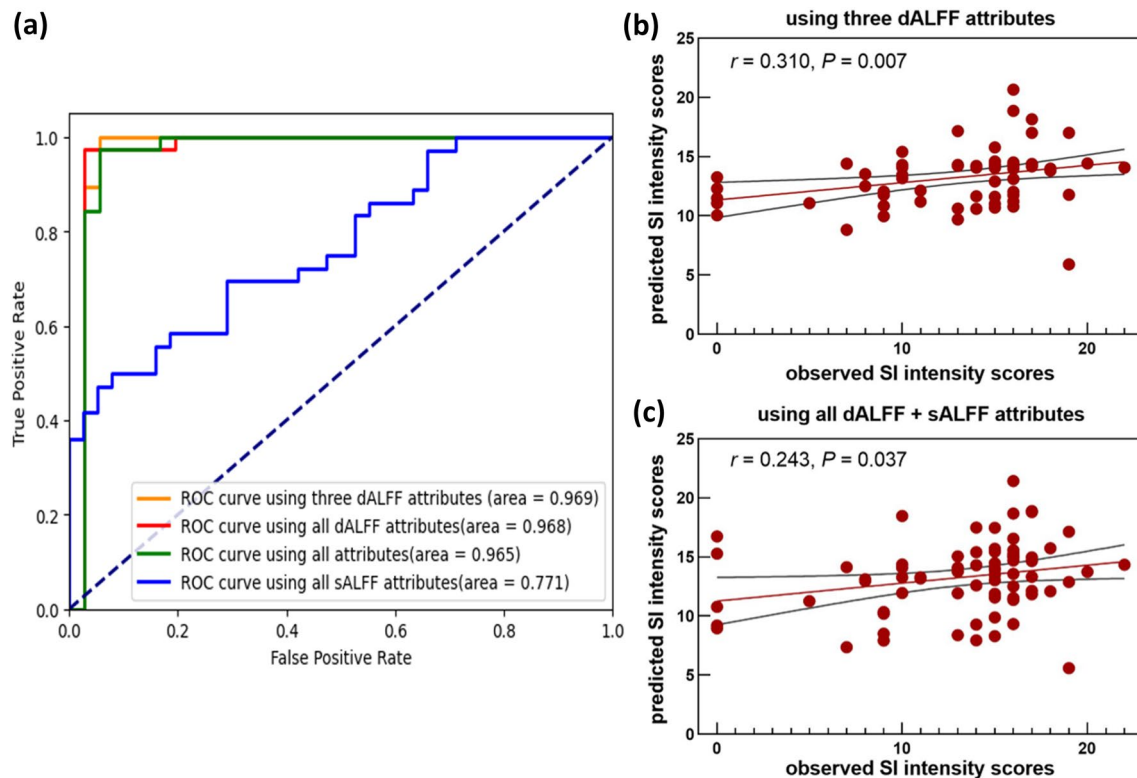 (a)
True Positive Rate
1.0
0.8
0.6
0.4
0.2
0.0
ROC curve using three dALFF attributes (area = 0.969)
ROC curve using all dALFF attributes(area = 0.968)
ROC curve using all attributes(area = 0.965)
ROC curve using all sALFF attributes(area = 0.771)
0.0 0.2 0.4 0.6 0.8 1.0
False Positive Rate
(b)
using three dALFF attributes
r = 0.310, P = 0.007
predicted SI intensity scores
25
20
15
10
5
0
0 10 20
observed SI intensity scores
(c)
using all dALFF + sALFF attributes
r = 0.243, P = 0.037
predicted SI intensity scores
25
20
15
10
5
0
0 10 20
observed SI intensity scores